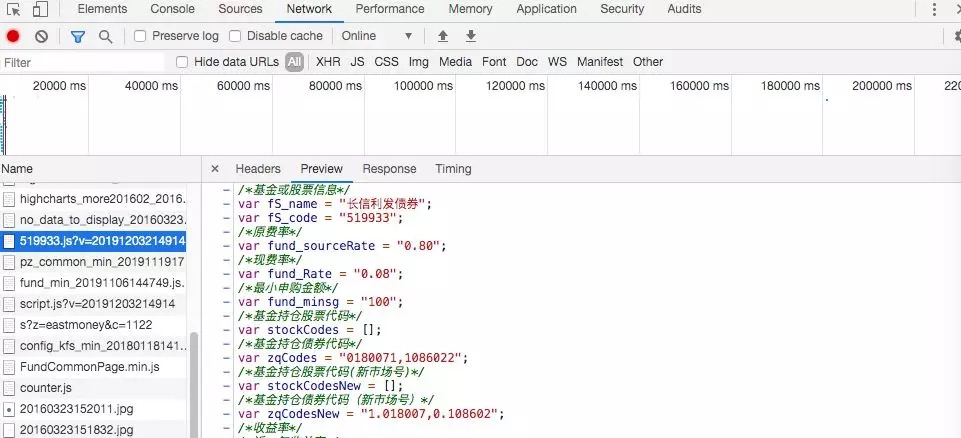 Elements Console Sources Network Performance Memory Application Security Audits
Preserve log Disable cache Online
Filter Hide data URLs All XHR JS CSS Img Media Font Doc WS Manifest Other
20000 ms 40000 ms 60000 ms 80000 ms 100000 ms 120000 ms 140000 ms 160000 ms 180000 ms 200000 ms 220
Name × Headers Preview Response Timing
highcharts_more201602_2016.
no_data_to_display_20160323.
519933.js?v=20191203214914
pz_common_min_2019111917
fund_min_20191106144749.js.
script.js?v=20191203214914
s?z=eastmoney&c=1122
config_kfs_min_20180118141..
FundCommonPage.min.js
counter.js
20160323152011.jpg
20160323151832.jpg
- /*基金或股票信息*/
- var fS_name = "长信利发债券";
- var fS_code = "519933";
- /*原费率*/
- var fund_sourceRate = "0.80";
- /*现费率*/
- var fund_Rate = "0.08";
- /*最小申购金额*/
- var fund_minsg = "100";
- /*基金持仓股票代码*/
- var stockCodes = [];
- /*基金持仓债券代码*/
- var zqCodes = "0180071,1086022";
- /*基金持仓股票代码(新市场号)*/
- var stockCodesNew = [];
- /*基金持仓债券代码（新市场号）*/
- var zqCodesNew = "1.018007,0.108602";
- /*收益率*/